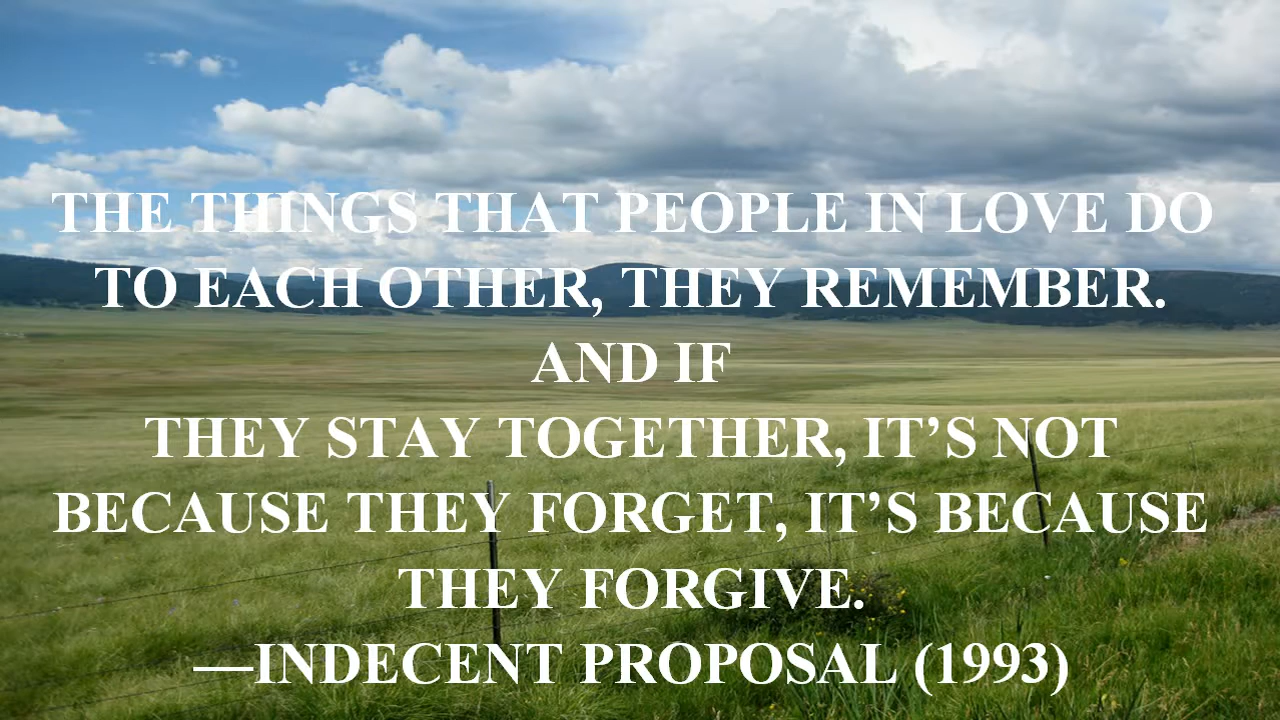 THE THINGS THAT PEOPLE IN LOVE DO
TO EACH OTHER, THEY REMEMBER.
AND IF
THEY STAY TOGETHER, IT’S NOT
BECAUSE THEY FORGET, IT’S BECAUSE
THEY FORGIVE.
—INDECENT PROPOSAL (1993)